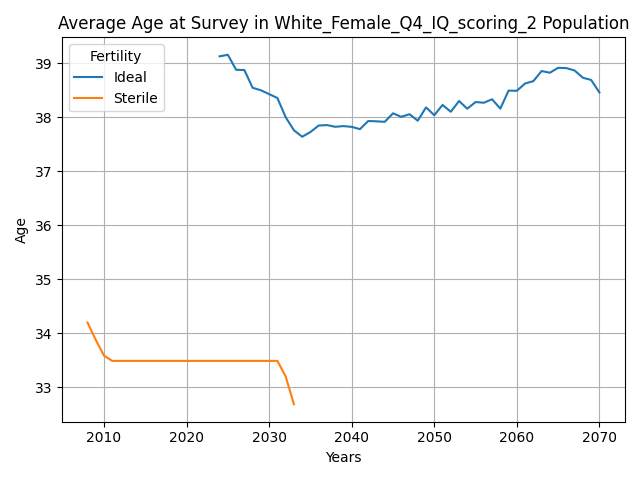 Average Age at Survey in White_Female_Q4_IQ_scoring_2 Population
Fertility
Ideal
Sterile
39
38
37
36
35
34
33
Age
2010 2020 2030 2040 2050 2060 2070
Years